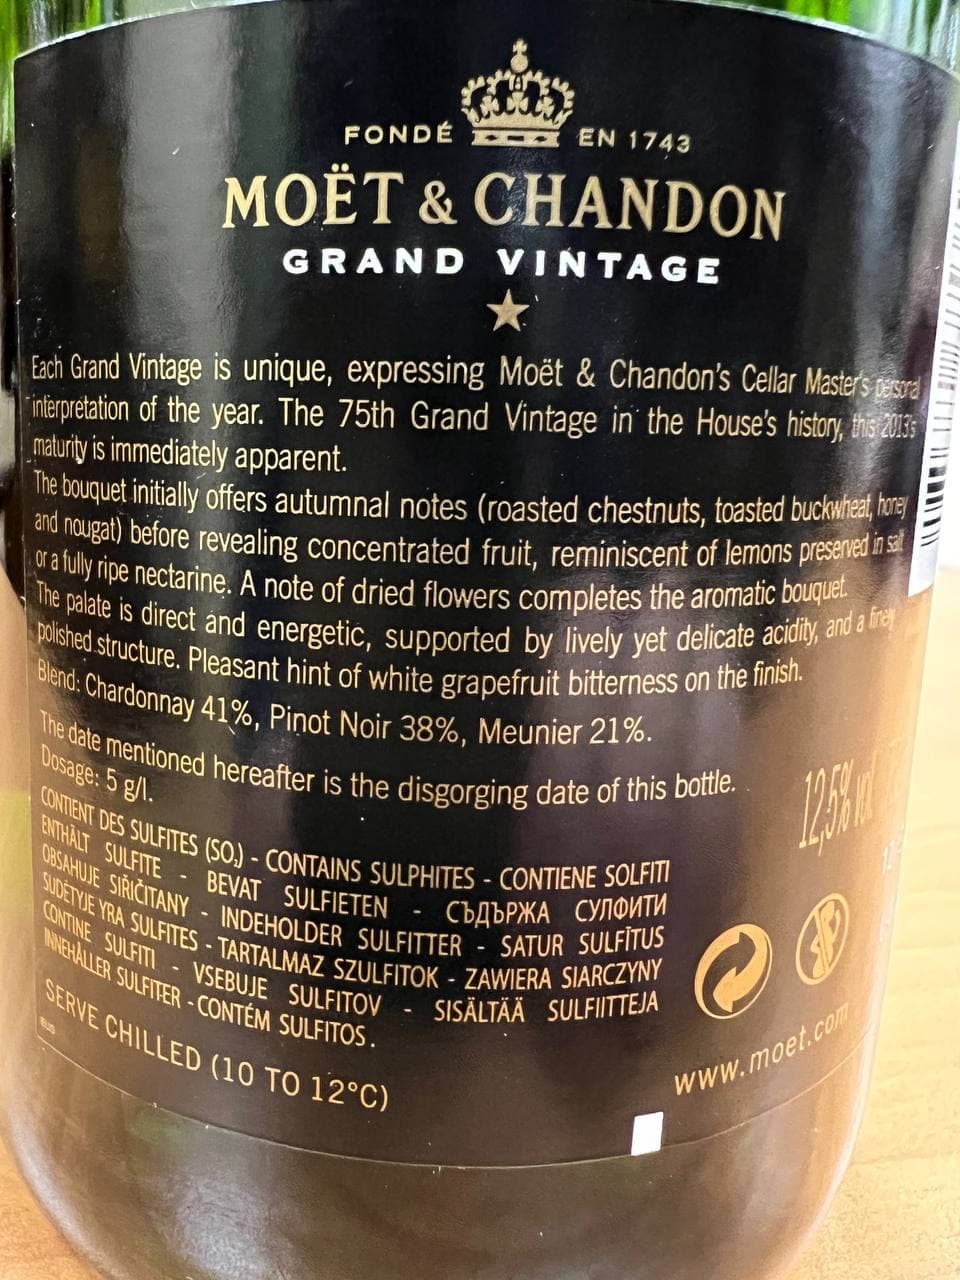 FONDÉ EN 1743
MOËT & CHANDON
GRAND VINTAGE
Each Grand Vintage is unique, expressing Moët & Chandon's Cellar Master's personal
interpretation of the year. The 75th Grand Vintage in the House's history, this 2013's
maturity is immediately apparent.
The bouquet initially offers autumnal notes (roasted chestnuts, toasted buckwheat, honey
and nougat) before revealing concentrated fruit, reminiscent of lemons preserved in salt
or a fully ripe nectarine. A note of dried flowers completes the aromatic bouquet.
The palate is direct and energetic, supported by lively yet delicate acidity, and a finely
polished structure. Pleasant hint of white grapefruit bitterness on the finish.
Blend: Chardonnay 41%, Pinot Noir 38%, Meunier 21%.
The date mentioned hereafter is the disgorging date of this bottle.
Dosage: 5 g/l.
12,5% vol
CONTIENT DES SULFITES (SO₂) - CONTAINS SULPHITES - CONTIENE SOLFITI
ENTHÄLT SULFITE - BEVAT SULFIETEN - СЪДЪРЖА СУЛФИТИ
OBSAHUJE SIŘIČITANY - INDEHOLDER SULFITTER - SATUR SULFĪTUS
SUDĖTYJE YRA SULFITES - TARTALMAZ SZULFITOK - ZAWIERA SIARCZYNY
CONTINE SULFITI - VSEBUJE SULFITOV - SISÄLTÄÄ SULFIITTEJA
INNEHÅLLER SULFITER - CONTÉM SULFITOS.
SERVE CHILLED (10 TO 12°C)
www.moet.com